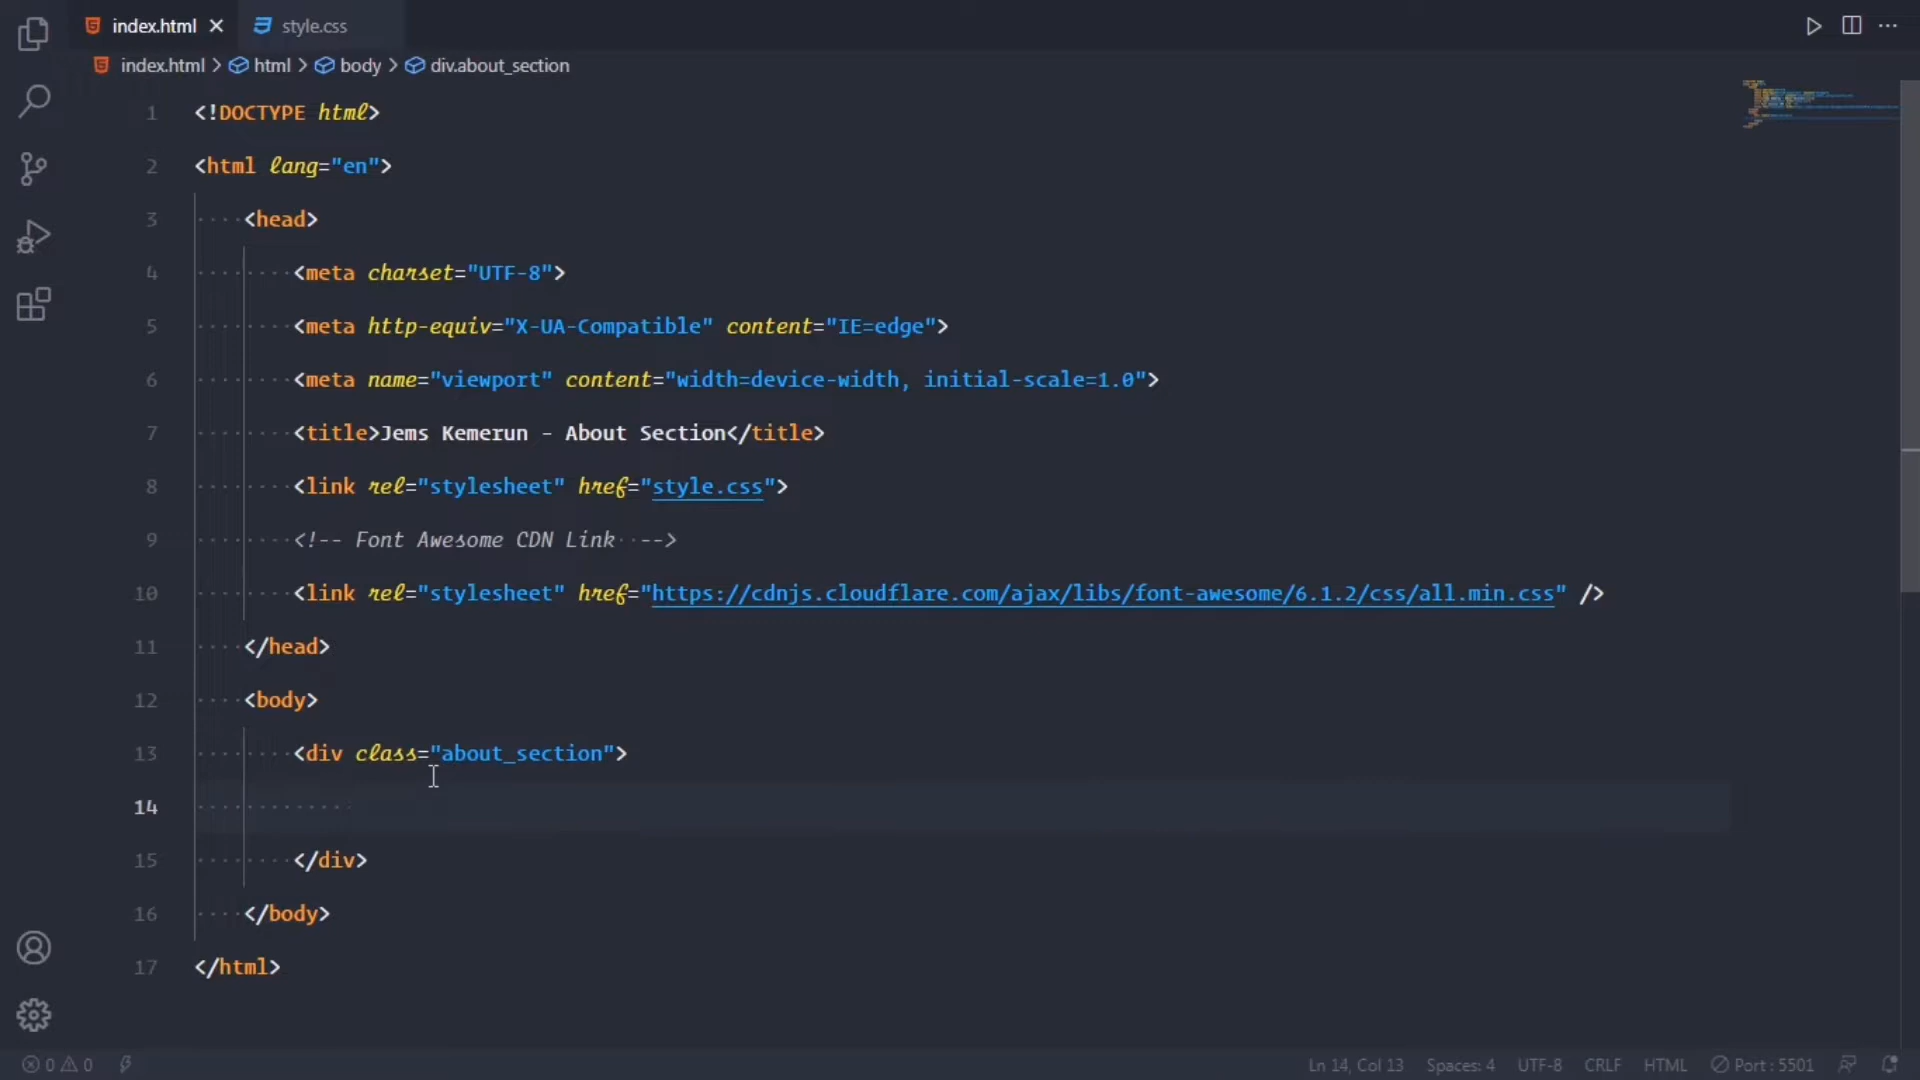 index.html style.css
index.html > html > body > div.about_section
1 <!DOCTYPE html>
2 <html lang="en">
3 <head>
4 <meta charset="UTF-8">
5 <meta http-equiv="X-UA-Compatible" content="IE=edge">
6 <meta name="viewport" content="width=device-width, initial-scale=1.0">
7 <title>Jems Kemerun - About Section</title>
8 <link rel="stylesheet" href="style.css">
9 <!-- Font Awesome CDN Link -->
10 <link rel="stylesheet" href="https://cdnjs.cloudflare.com/ajax/libs/font-awesome/6.1.2/css/all.min.css" />
11 </head>
12 <body>
13 <div class="about_section">
14
15 </div>
16 </body>
17 </html>
0 0 Ln 14, Col 13 Spaces: 4 UTF-8 CRLF HTML Port : 5501